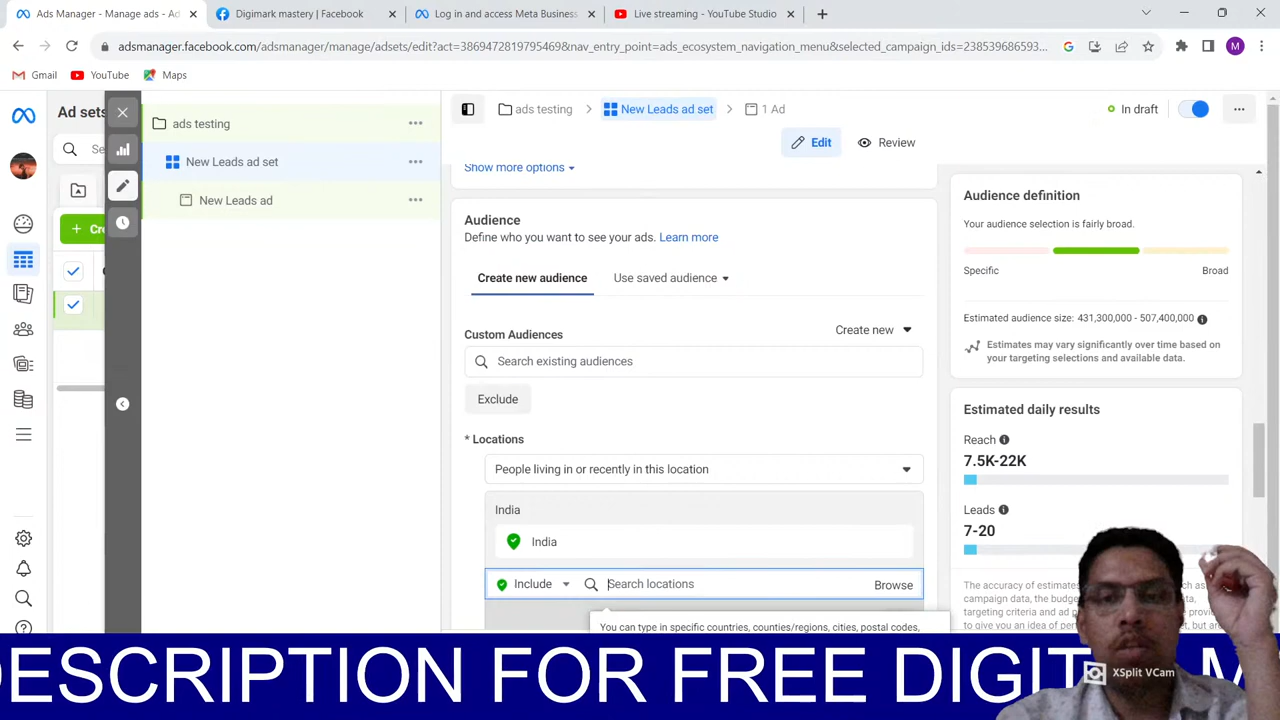 Ads Manager - Manage ads - Ad
Digimark mastery | Facebook
Log in and access Meta Business
Live streaming - YouTube Studio
adsmanager.facebook.com/adsmanager/manage/adsets/edit?act=3869472819795469&nav_entry_point=ads_ecosystem_navigation_menu&selected_campaign_ids=238539686593...
M
Gmail
YouTube
Maps
Ad sets
Se
+ Cre
ads testing
New Leads ad set
New Leads ad
ads testing
New Leads ad set
1 Ad
In draft
Edit
Review
Show more options
Audience
Define who you want to see your ads. Learn more
Create new audience
Use saved audience
Custom Audiences
Create new
Search existing audiences
Exclude
* Locations
People living in or recently in this location
India
India
Include
Search locations
Browse
You can type in specific countries, counties/regions, cities, postal codes,
Audience definition
Your audience selection is fairly broad.
Specific
Broad
Estimated audience size: 431,300,000 - 507,400,000
Estimates may vary significantly over time based on
your targeting selections and available data.
Estimated daily results
Reach
7.5K-22K
Leads
7-20
The accuracy of estimates
campaign data, the budge
targeting criteria and ad p
to give you an idea of per
XSplit VCam
DESCRIPTION FOR FREE DIGIT